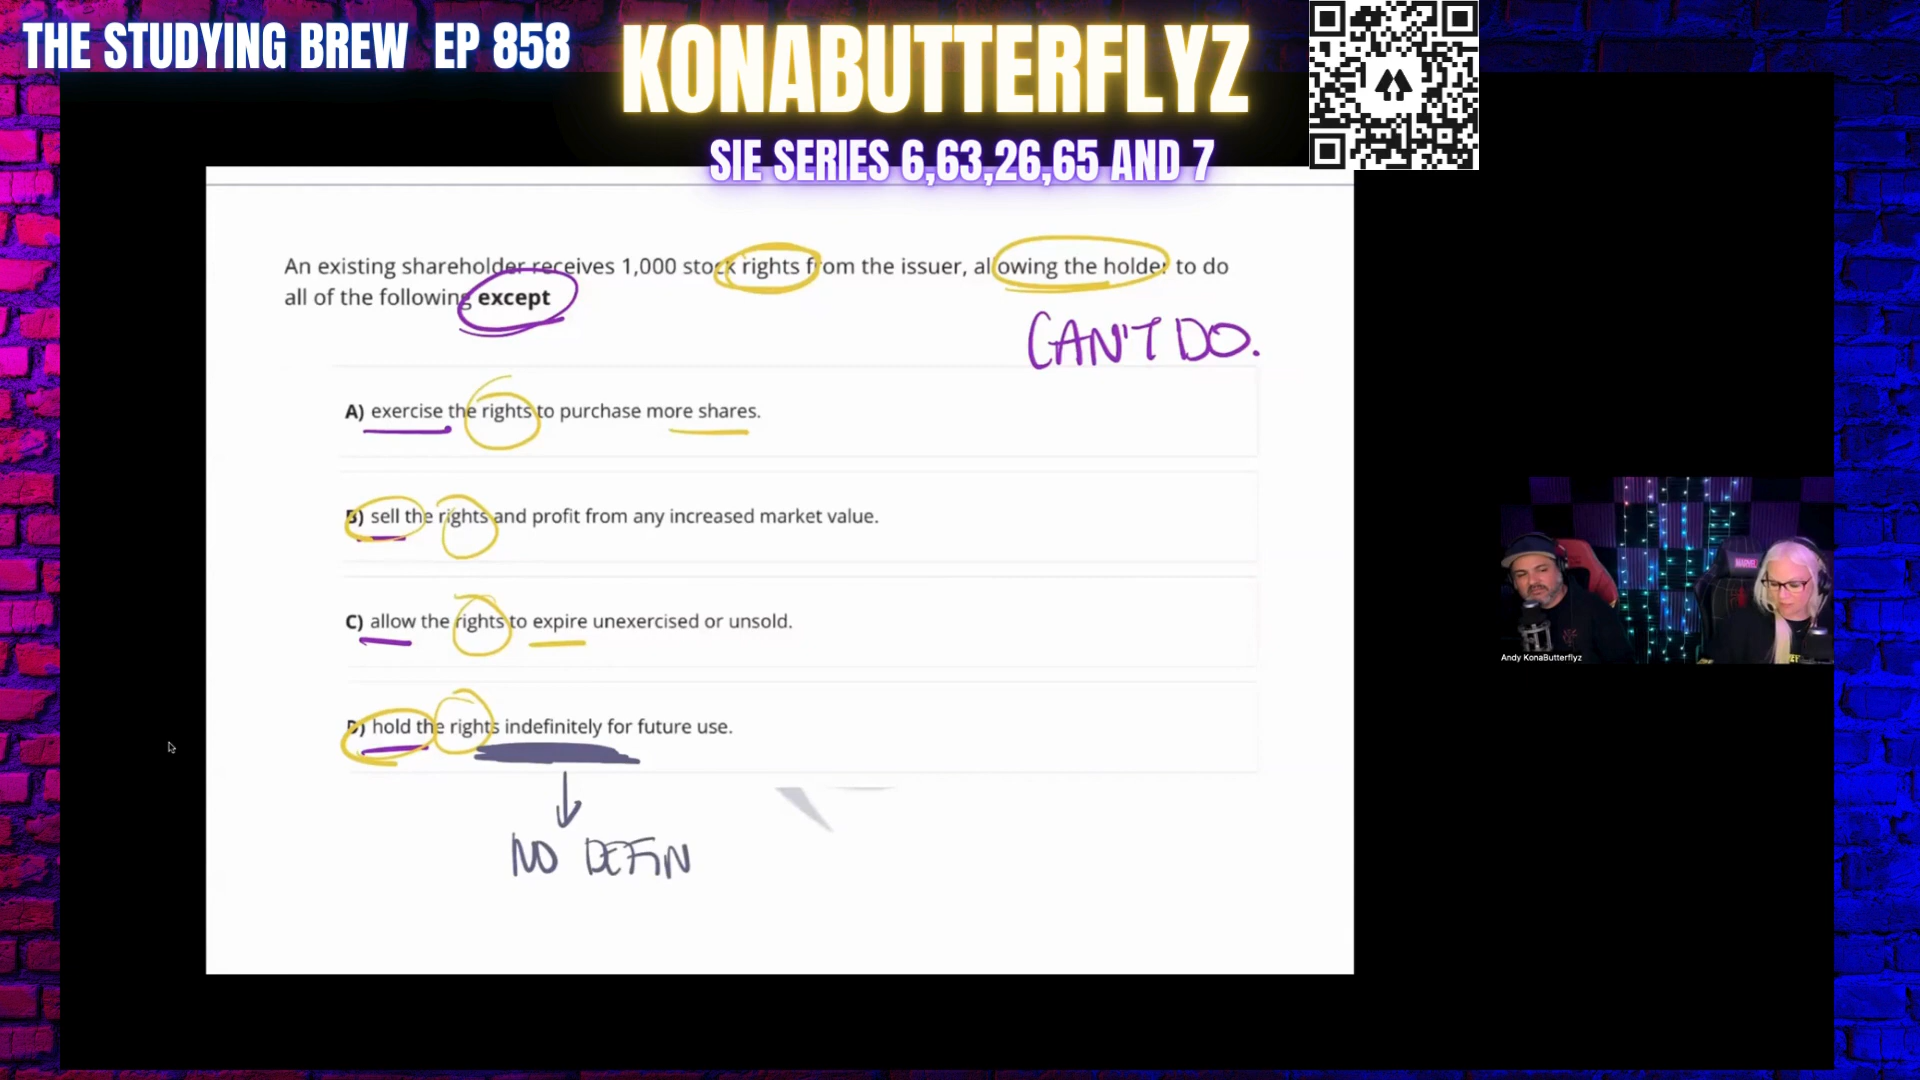 THE STUDYING BREW EP 858
KONABUTTERFLYZ
SIE SERIES 6,63,26,65 AND 7
An existing shareholder receives 1,000 stock rights from the issuer, allowing the holder to do
all of the following except
CAN'T DO.
A) exercise the rights to purchase more shares.
B) sell the rights and profit from any increased market value.
C) allow the rights to expire unexercised or unsold.
D) hold the rights indefinitely for future use.
NO DEFIN
MARVEL
Andy KonaButterflyz